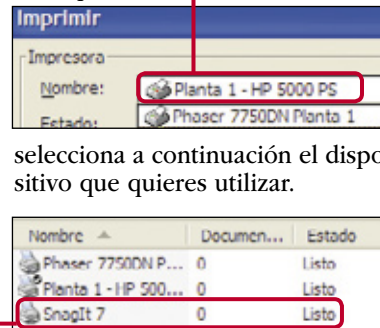 Imprimir
Impresora
Nombre: Planta 1 - HP 5000 PS
Estado: Phaser 7750DN Planta 1
selecciona a continuación el dispo
sitivo que quieres utilizar.
Nombre Documen... Estado
Phaser 7750DN P... 0 Listo
Planta 1 - HP 500... 0 Listo
SnagIt 7 0 Listo